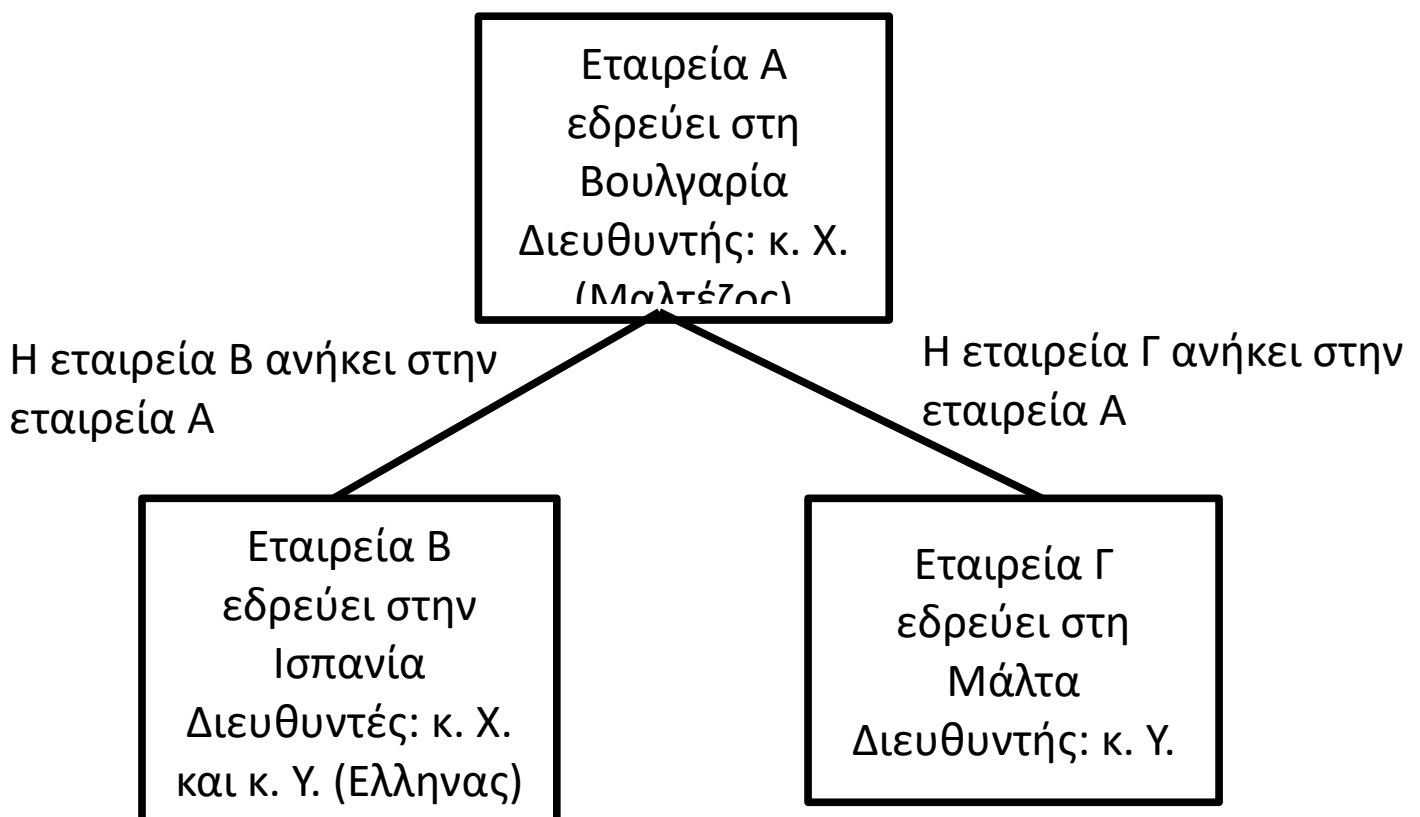 Εταιρεία Α
εδρεύει στη
Βουλγαρία
Διευθυντής: κ. Χ.
(Μαλτέζος)
Η εταιρεία Β ανήκει στην
εταιρεία Α
Η εταιρεία Γ ανήκει στην
εταιρεία Α
Εταιρεία Β
εδρεύει στην
Ισπανία
Διευθυντές: κ. Χ.
και κ. Υ. (Ελληνας)
Εταιρεία Γ
εδρεύει στη
Μάλτα
Διευθυντής: κ. Υ.